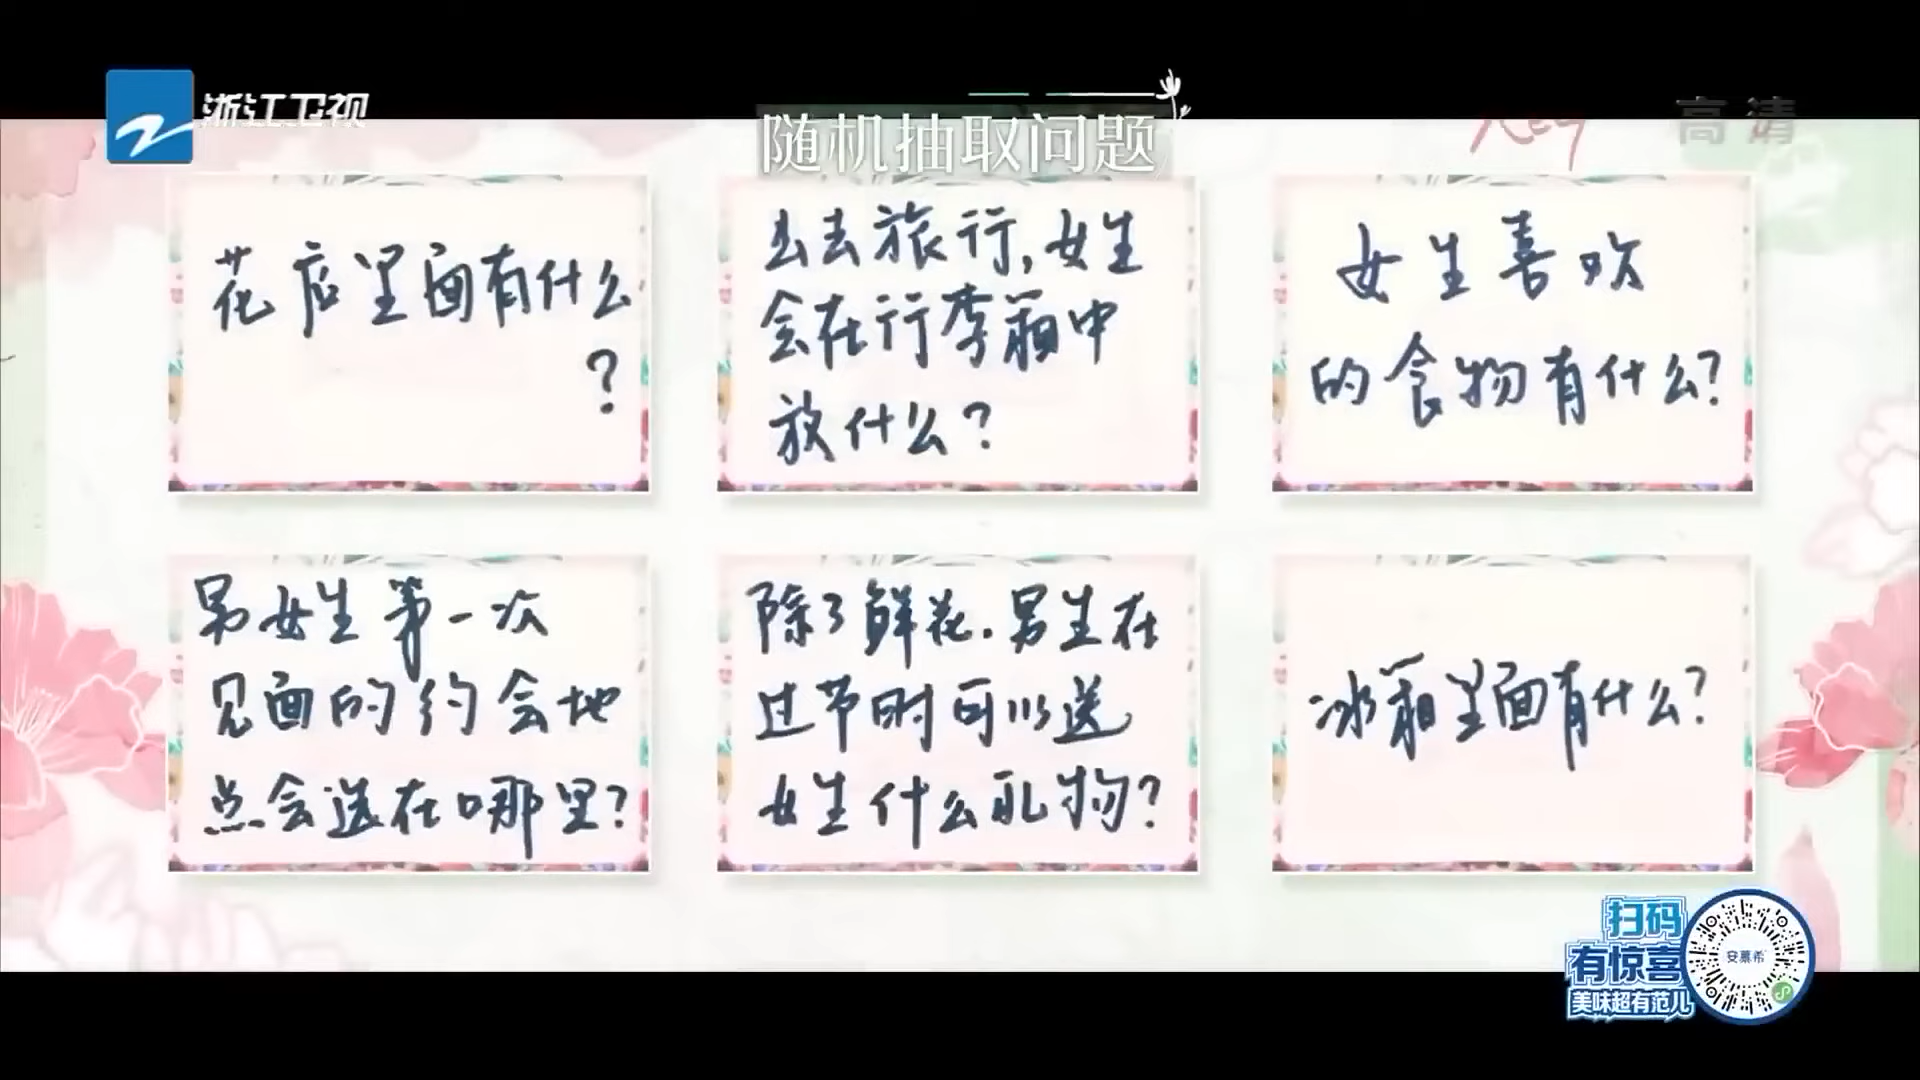 浙江卫视
高清
随机抽取问题
花店里面有什么
?
出去旅行,女生
会在行李箱中
放什么?
女生喜欢
的食物有什么?
男女生第一次
见面的约会地
点会选在哪里?
除了鲜花.男生在
过节时可以送
女生什么礼物?
冰箱里面有什么?
扫码
有惊喜
美味超有范儿
安慕希